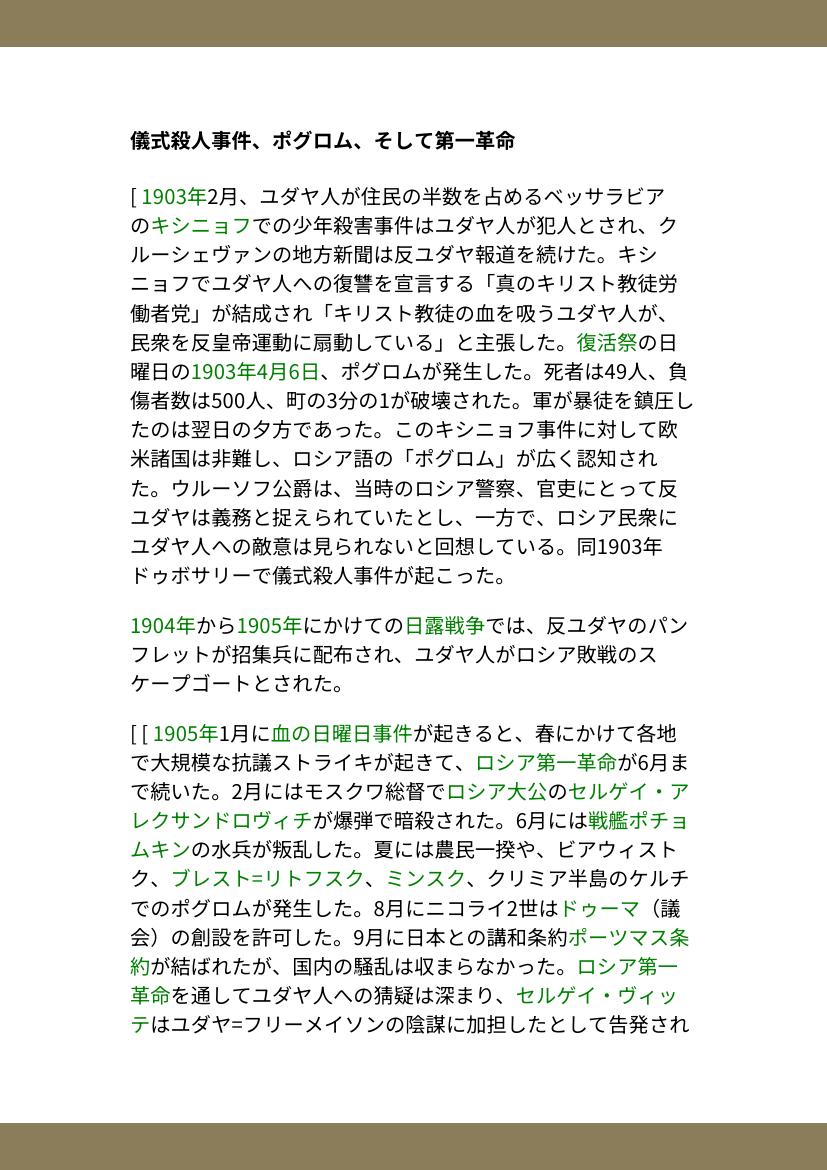 儀式殺人事件、ポグロム、そして第一革命
[ 1903年2月、ユダヤ人が住民の半数を占めるベッサラビア
のキシニョフでの少年殺害事件はユダヤ人が犯人とされ、ク
ルーシェヴァンの地方新聞は反ユダヤ報道を続けた。キシ
ニョフでユダヤ人への復讐を宣言する「真のキリスト教徒労
働者党」が結成され「キリスト教徒の血を吸うユダヤ人が、
民衆を反皇帝運動に扇動している」と主張した。復活祭の日
曜日の1903年4月6日、ポグロムが発生した。死者は49人、負
傷者数は500人、町の3分の1が破壊された。軍が暴徒を鎮圧し
たのは翌日の夕方であった。このキシニョフ事件に対して欧
米諸国は非難し、ロシア語の「ポグロム」が広く認知され
た。ウルーソフ公爵は、当時のロシア警察、官吏にとって反
ユダヤは義務と捉えられていたとし、一方で、ロシア民衆に
ユダヤ人への敵意は見られないと回想している。同1903年
ドゥボサリーで儀式殺人事件が起こった。
1904年から1905年にかけての日露戦争では、反ユダヤのパン
フレットが招集兵に配布され、ユダヤ人がロシア敗戦のス
ケープゴートとされた。
[ [ 1905年1月に血の日曜日事件が起きると、春にかけて各地
で大規模な抗議ストライキが起きて、ロシア第一革命が6月ま
で続いた。2月にはモスクワ総督でロシア大公のセルゲイ・ア
レクサンドロヴィチが爆弾で暗殺された。6月には戦艦ポチョ
ムキンの水兵が叛乱した。夏には農民一揆や、ビアウィスト
ク、ブレスト=リトフスク、ミンスク、クリミア半島のケルチ
でのポグロムが発生した。8月にニコライ2世はドゥーマ（議
会）の創設を許可した。9月に日本との講和条約ポーツマス条
約が結ばれたが、国内の騒乱は収まらなかった。ロシア第一
革命を通してユダヤ人への猜疑は深まり、セルゲイ・ヴィッ
テはユダヤ=フリーメイソンの陰謀に加担したとして告発され